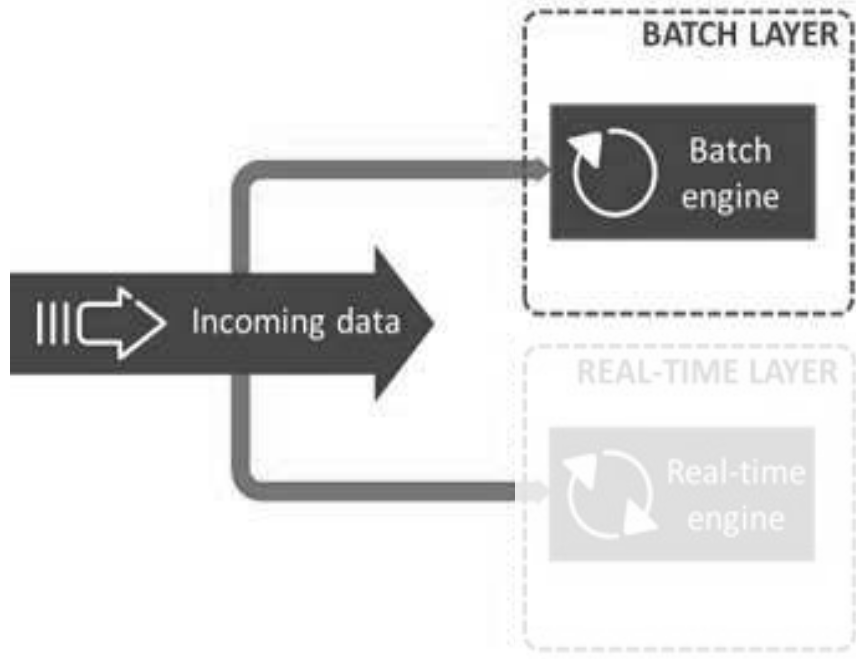 BATCH LAYER
Batch
engine
Incoming data
REAL-TIME LAYER
Real-time
engine